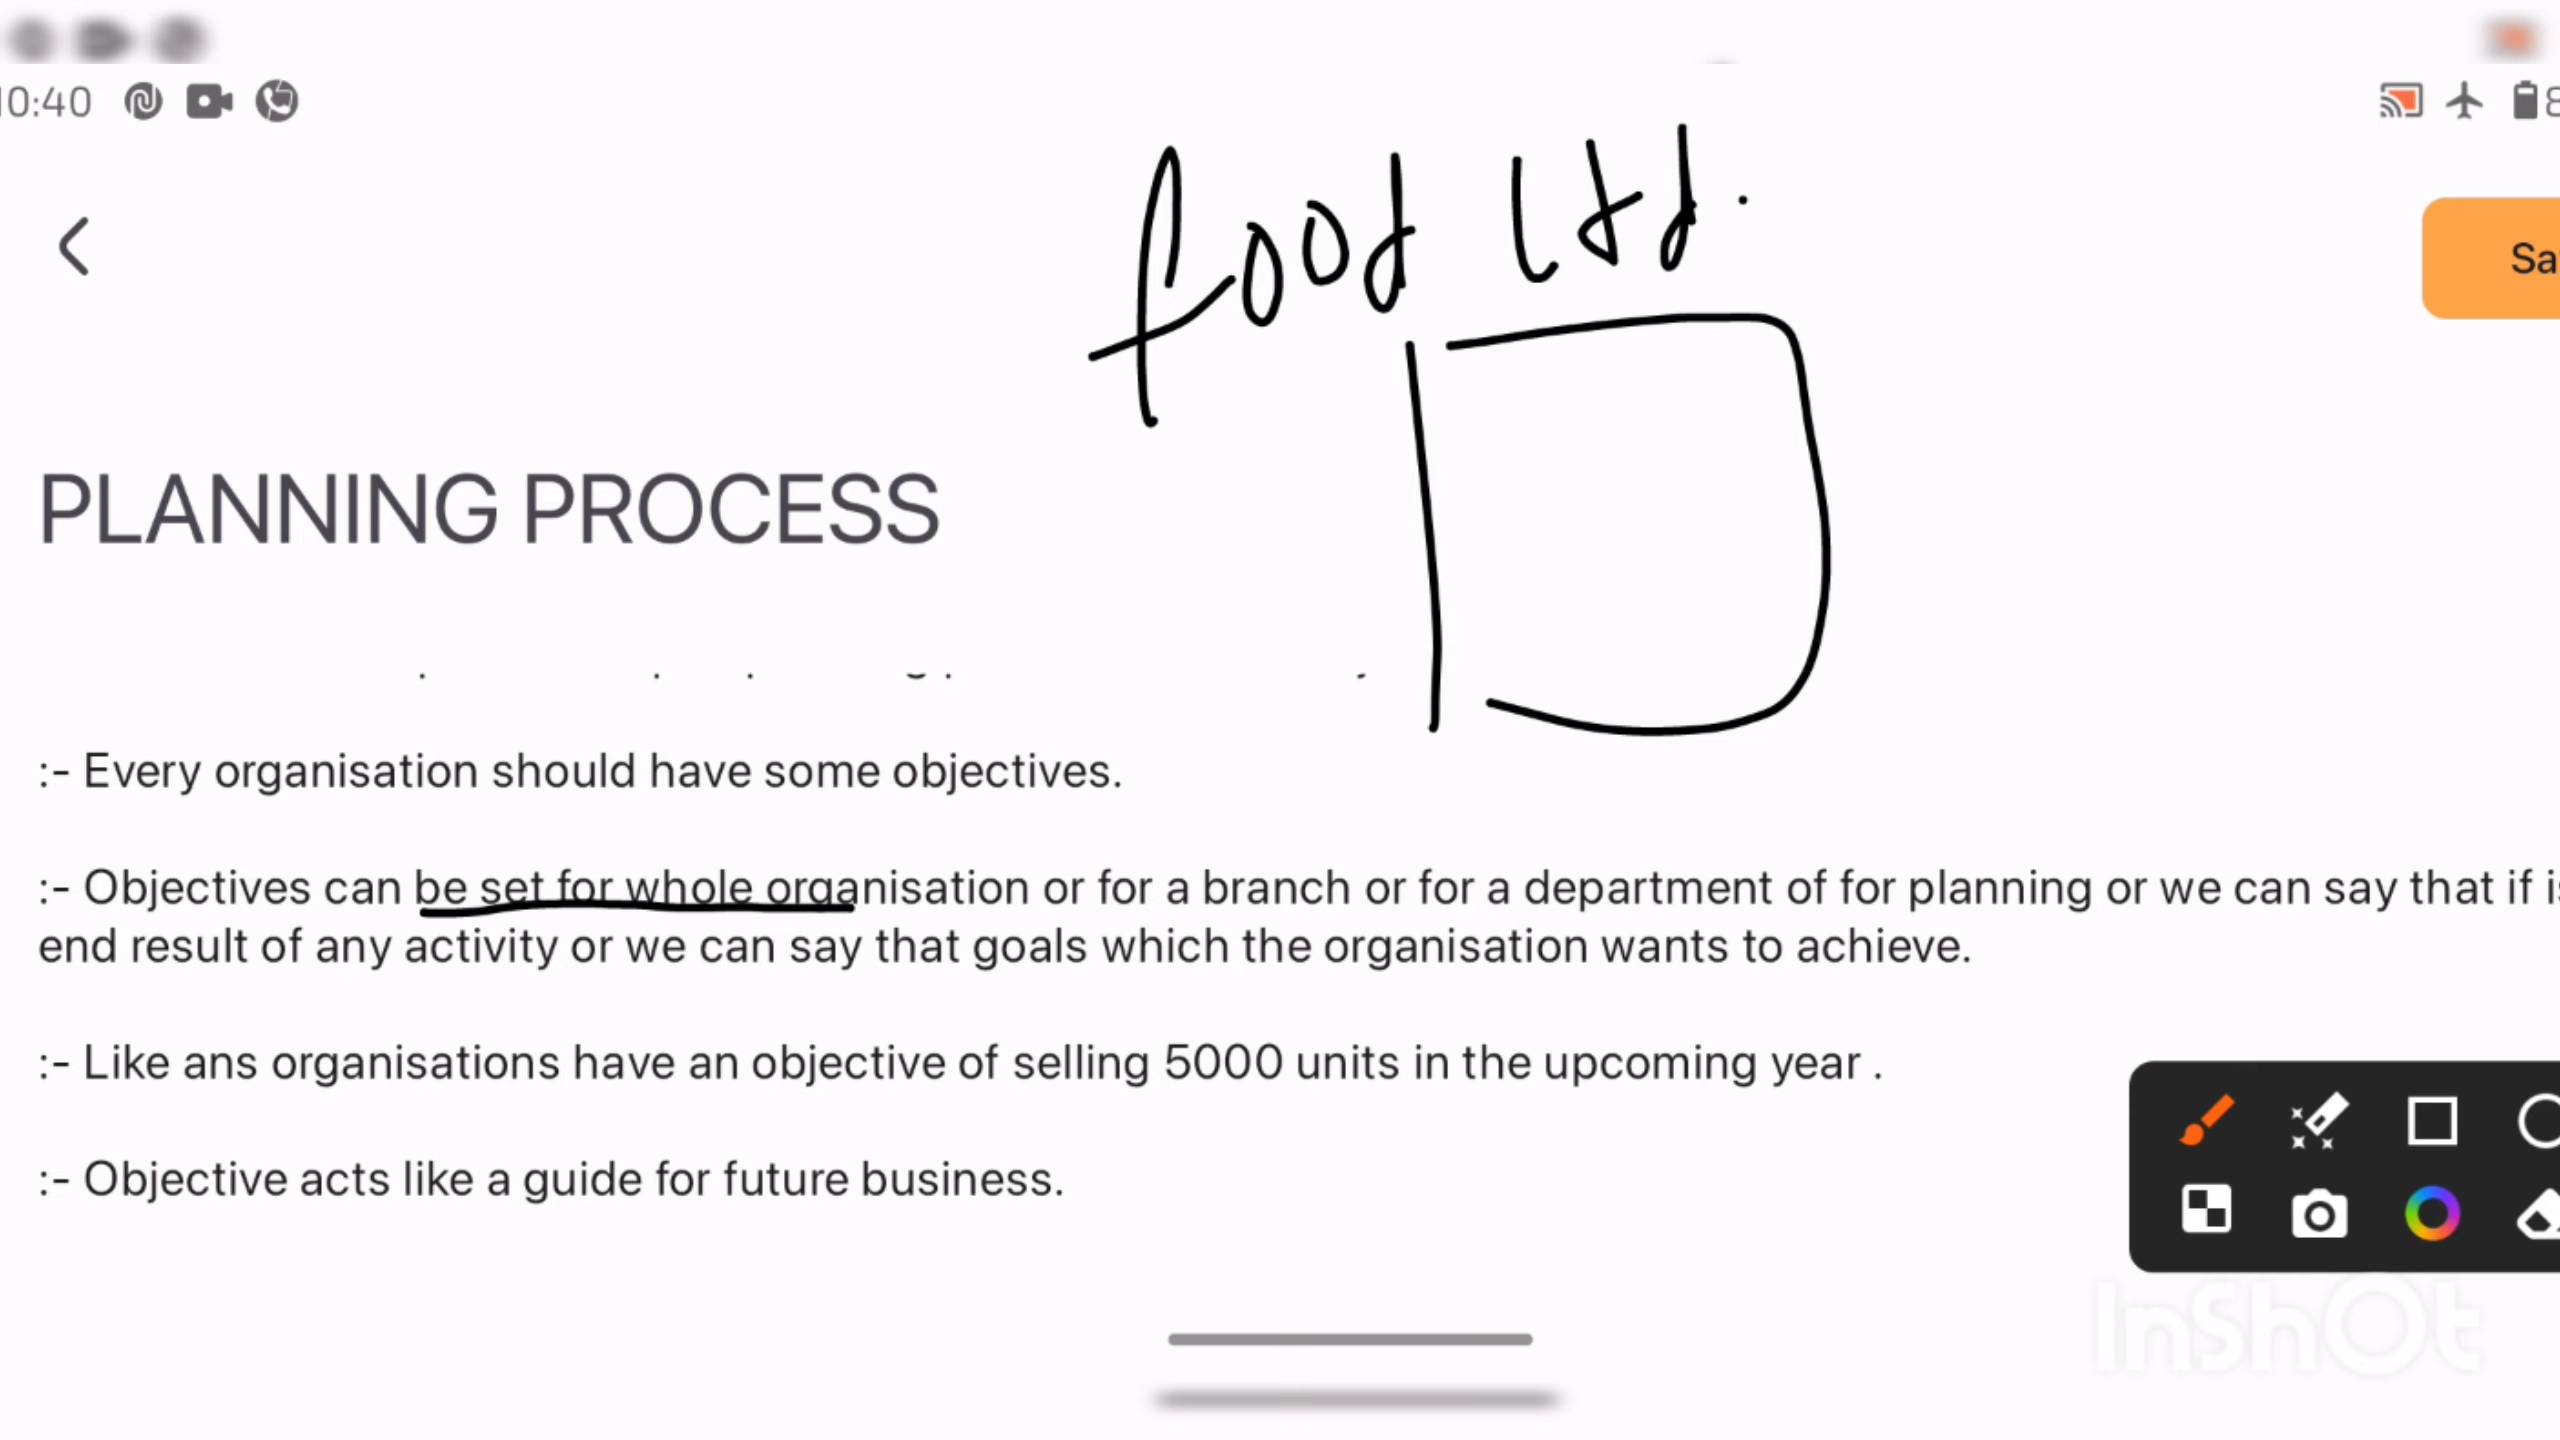 0:40
food Ltd.
Sa
PLANNING PROCESS
:- Every organisation should have some objectives.
:- Objectives can be set for whole organisation or for a branch or for a department of for planning or we can say that if is
end result of any activity or we can say that goals which the organisation wants to achieve.
:- Like ans organisations have an objective of selling 5000 units in the upcoming year .
:- Objective acts like a guide for future business.
InShOt